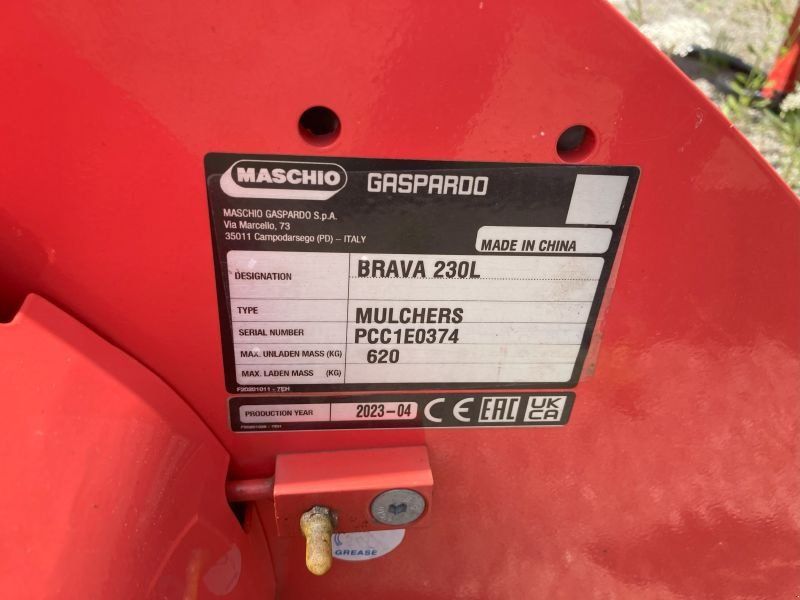 MASCHIO GASPARDO
MASCHIO GASPARDO S.p.A.
Via Marcello, 73
35011 Campodarsego (PD) – ITALY
MADE IN CHINA
DESIGNATION BRAVA 230L
TYPE MULCHERS
SERIAL NUMBER PCC1E0374
MAX. UNLADEN MASS (KG) 620
MAX. LADEN MASS (KG)
PRODUCTION YEAR 2023-04 CE EAC UK
CA
GREASE